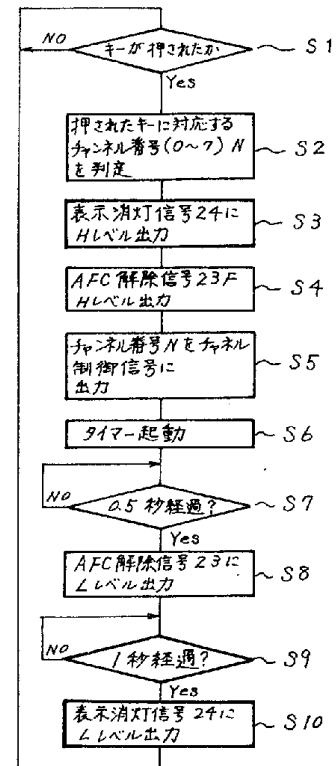 NO
キーが押されたか
S1
Yes
押されたキーに対応する
チャンネル番号(0~7)N
を判定
S2
表示消灯信号24に
Hレベル出力
S3
AFC解除信号23F
Hレベル出力
S4
チャンネル番号Nをチャネル
制御信号に
出力
S5
タイマー起動
S6
NO
0.5秒経過?
S7
Yes
AFC解除信号23に
Lレベル出力
S8
NO
1秒経過?
S9
Yes
表示消灯信号24に
Lレベル出力
S10